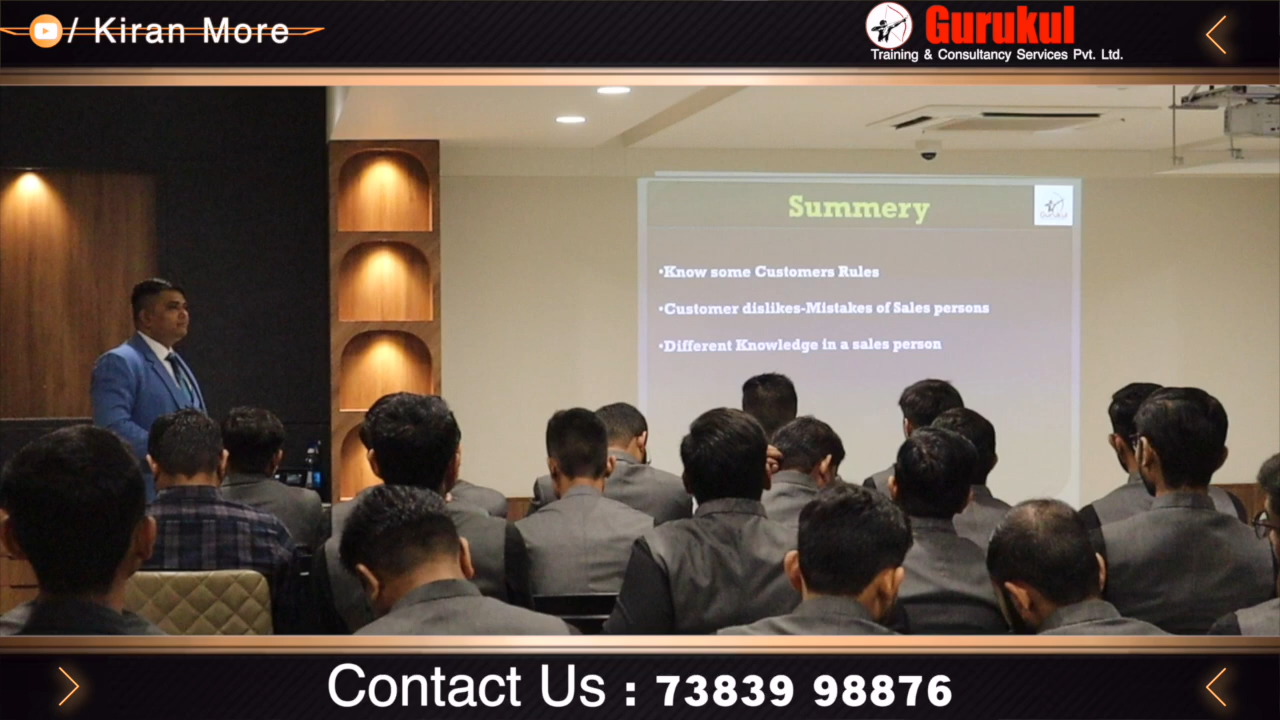 / Kiran More
Gurukul
Training & Consultancy Services Pvt. Ltd.
Summery
Gurukul
•Know some Customers Rules
•Customer dislikes-Mistakes of Sales persons
•Different Knowledge in a sales person
Contact Us : 73839 98876